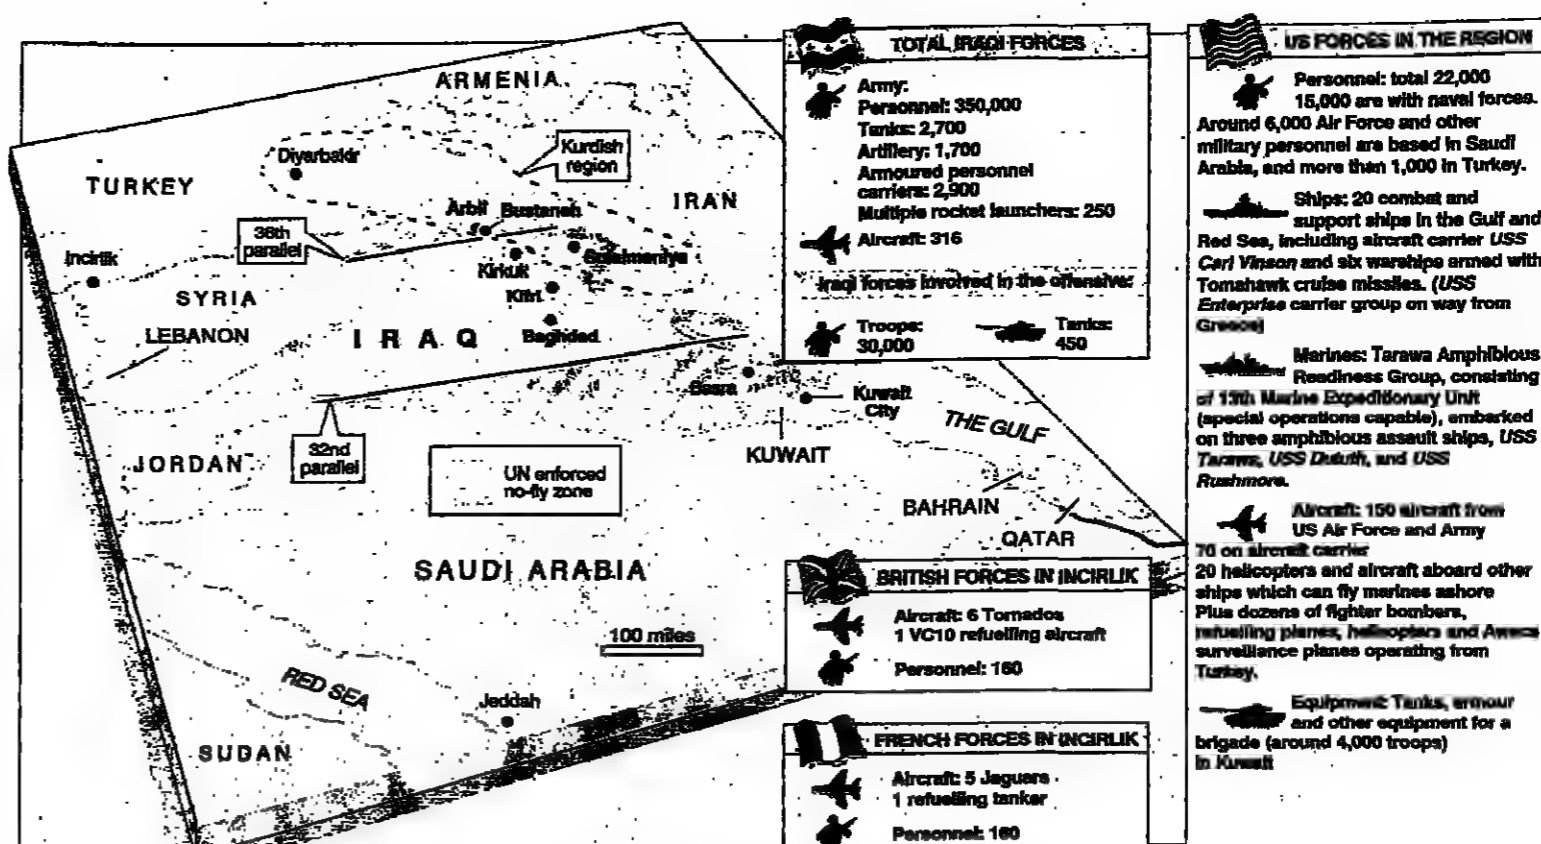 ARMENIA
Diyarbakir
Kurdish
region
TURKEY
IRAN
Arbil
Bustaneh
36th
parallel
Incirlik
Kirkuk
Sulaimaniya
SYRIA
Kifri
LEBANON
IRAQ
Baghdad
Basra
Kuwait
City
32nd
parallel
THE GULF
JORDAN
KUWAIT
UN enforced
no-fly zone
BAHRAIN
QATAR
SAUDI ARABIA
100 miles
RED SEA
Jeddah
SUDAN
TOTAL IRAQI FORCES
Army:
Personnel: 350,000
Tanks: 2,700
Artillery: 1,700
Armoured personnel
carriers: 2,900
Multiple rocket launchers: 250
Aircraft: 316
Iraqi forces involved in the offensive:
Troops:
30,000
Tanks:
450
BRITISH FORCES IN INCIRLIK
Aircraft: 6 Tornados
1 VC10 refuelling aircraft
Personnel: 160
FRENCH FORCES IN INCIRLIK
Aircraft: 5 Jaguars
1 refuelling tanker
Personnel: 160
US FORCES IN THE REGION
Personnel: total 22,000
15,000 are with naval forces.
Around 6,000 Air Force and other
military personnel are based in Saudi
Arabia, and more than 1,000 in Turkey.
Ships: 20 combat and
support ships in the Gulf and
Red Sea, including aircraft carrier USS
Carl Vinson and six warships armed with
Tomahawk cruise missiles. (USS
Enterprise carrier group on way from
Greece)
Marines: Tarawa Amphibious
Readiness Group, consisting
of 13th Marine Expeditionary Unit
(special operations capable), embarked
on three amphibious assault ships, USS
Tarawa, USS Duluth, and USS
Rushmore.
Aircraft: 150 aircraft from
US Air Force and Army
70 on aircraft carrier
20 helicopters and aircraft aboard other
ships which can fly marines ashore
Plus dozens of fighter bombers,
refuelling planes, helicopters and Awacs
surveillance planes operating from
Turkey.
Equipment: Tanks, armour
and other equipment for a
brigade (around 4,000 troops)
in Kuwait